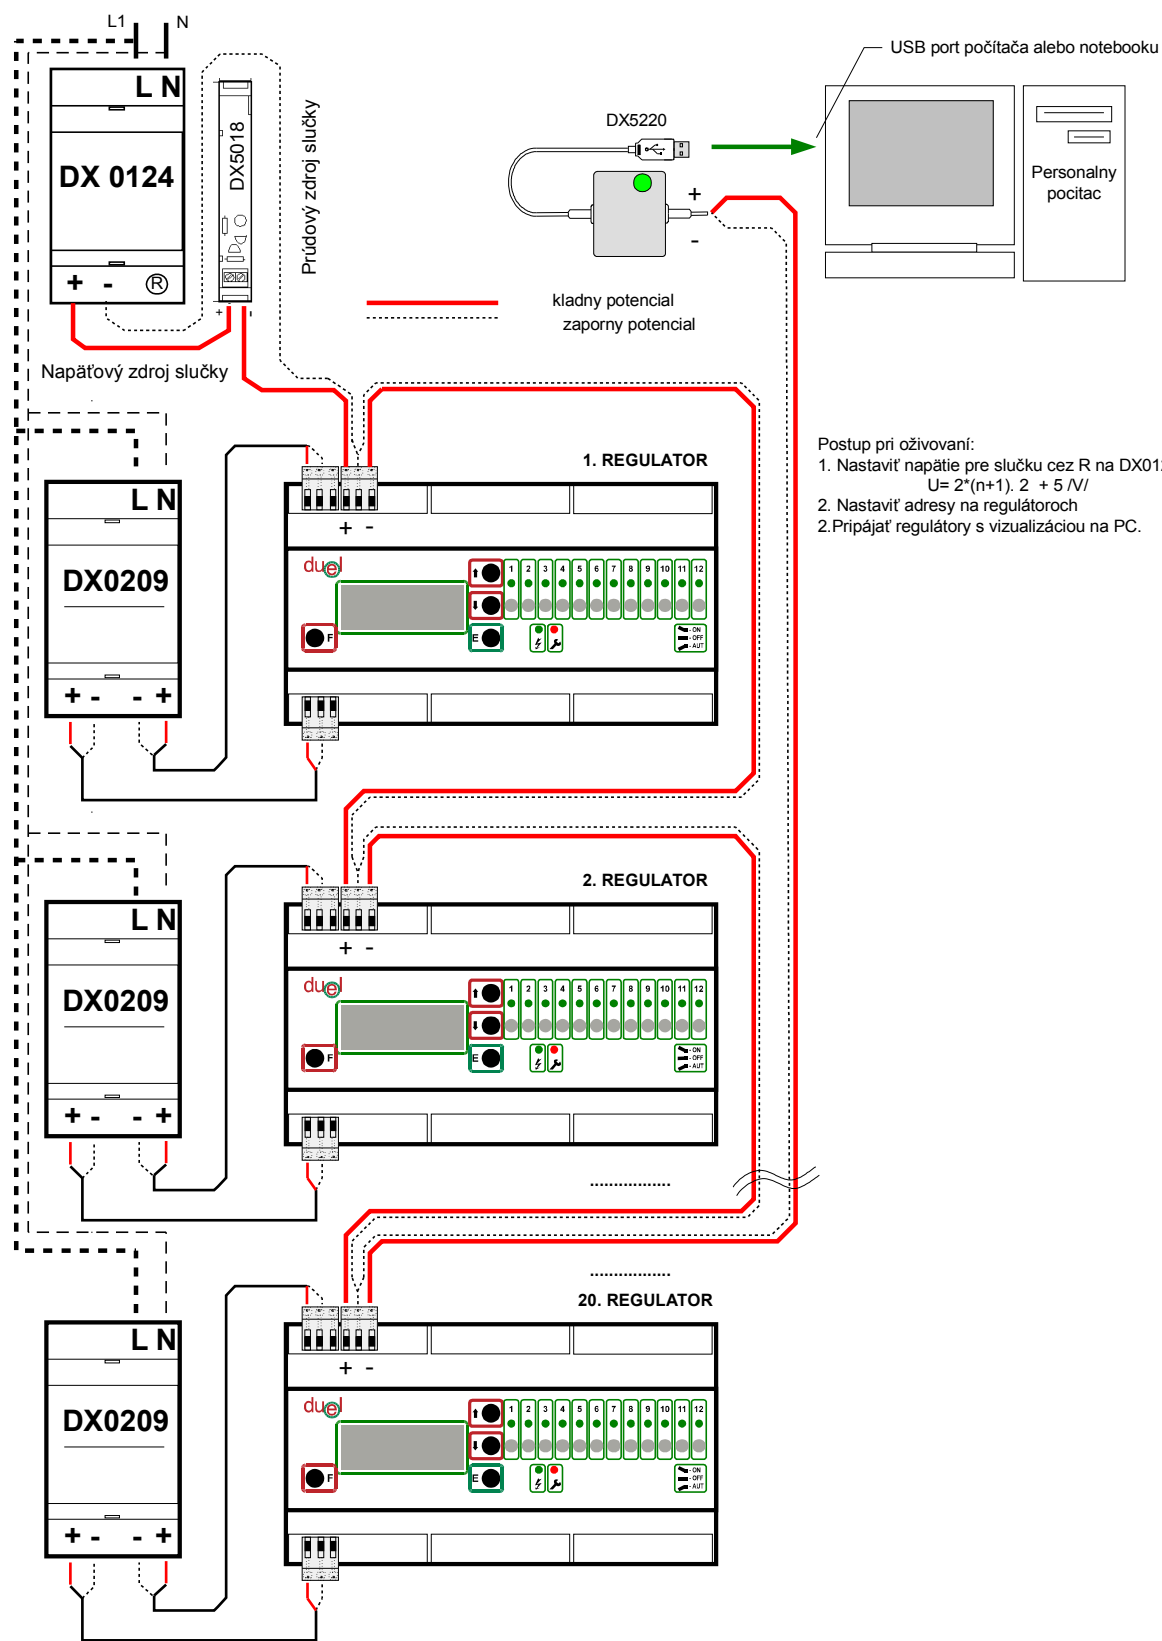 L1 N
L N
DX 0124
+ - R
DX5018
+ -
Prúdový zdroj slučky
Napäťový zdroj slučky
DX5220
+
-
USB port počítača alebo notebooku
Personalny
pocitac
kladny potencial
zaporny potencial
Postup pri oživovaní:
1. Nastaviť napätie pre slučku cez R na DX012
U= 2*(n+1). 2 + 5 /V/
2. Nastaviť adresy na regulátoroch
2.Pripájať regulátory s vizualizáciou na PC.
L N
DX0209
+ - - +
1. REGULATOR
+ -
duel
1 2 3 4 5 6 7 8 9 10 11 12
F
E
- ON
- OFF
- AUT
L N
DX0209
+ - - +
2. REGULATOR
+ -
duel
1 2 3 4 5 6 7 8 9 10 11 12
F
E
- ON
- OFF
- AUT
.................
.................
L N
DX0209
+ - - +
20. REGULATOR
+ -
duel
1 2 3 4 5 6 7 8 9 10 11 12
F
E
- ON
- OFF
- AUT